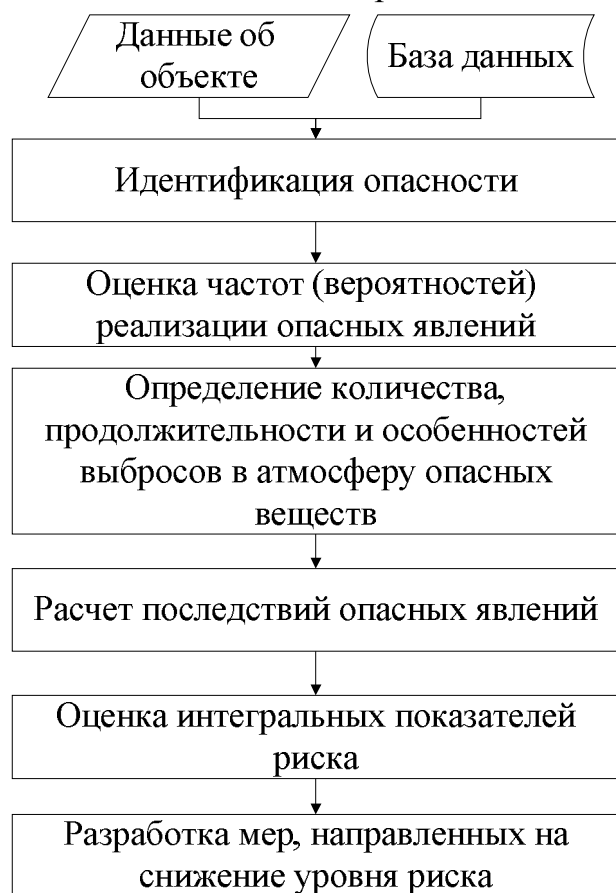 Данные об
объекте
База данных
Идентификация опасности
Оценка частот (вероятностей)
реализации опасных явлений
Определение количества,
продолжительности и особенностей
выбросов в атмосферу опасных
веществ
Расчет последствий опасных явлений
Оценка интегральных показателей
риска
Разработка мер, направленных на
снижение уровня риска